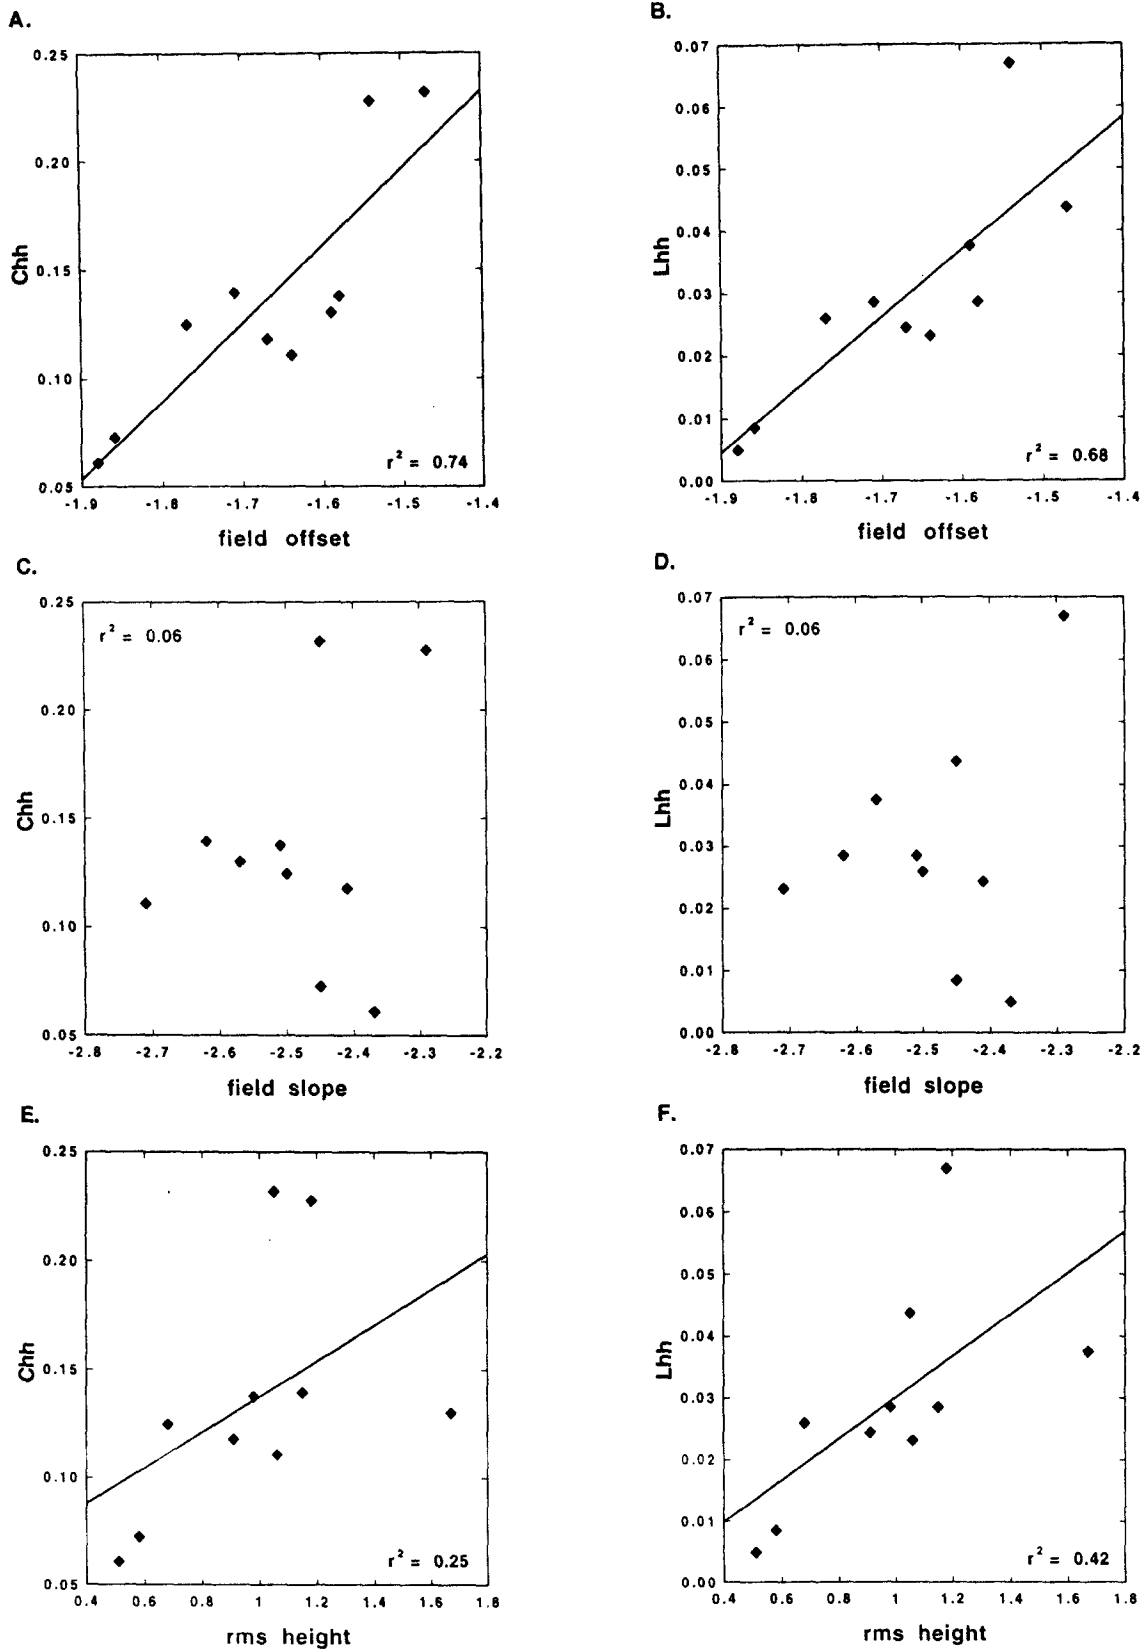 A.
0.25
0.20
0.15
0.10
0.05
Chh
r² = 0.74
-1.9 -1.8 -1.7 -1.6 -1.5 -1.4
field offset
B.
0.07
0.06
0.05
0.04
0.03
0.02
0.01
0.00
Lhh
r² = 0.68
-1.9 -1.8 -1.7 -1.6 -1.5 -1.4
field offset
C.
0.25
0.20
0.15
0.10
0.05
Chh
r² = 0.06
-2.8 -2.7 -2.6 -2.5 -2.4 -2.3 -2.2
field slope
D.
0.07
0.06
0.05
0.04
0.03
0.02
0.01
0.00
Lhh
r² = 0.06
-2.8 -2.7 -2.6 -2.5 -2.4 -2.3 -2.2
field slope
E.
0.25
0.20
0.15
0.10
0.05
Chh
r² = 0.25
0.4 0.6 0.8 1 1.2 1.4 1.6 1.8
rms height
F.
0.07
0.06
0.05
0.04
0.03
0.02
0.01
0.00
Lhh
r² = 0.42
0.4 0.6 0.8 1 1.2 1.4 1.6 1.8
rms height